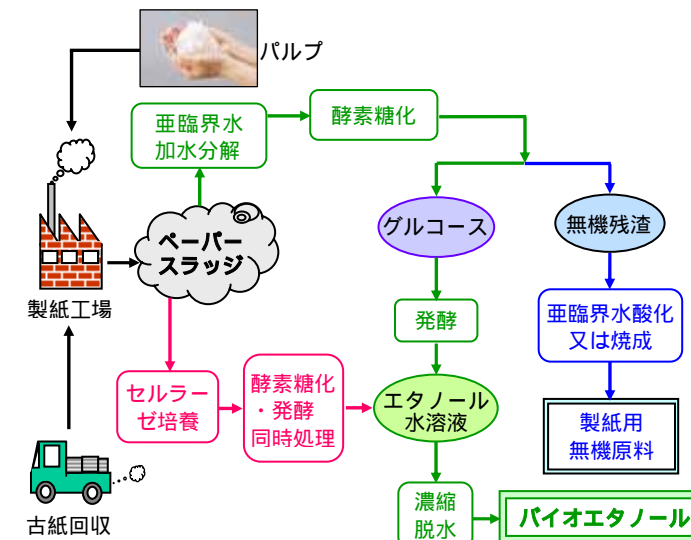 パルプ
亜臨界水
加水分解
酵素糖化
ペーパー
スラッジ
グルコース
無機残渣
製紙工場
発酵
亜臨界水酸化
又は焼成
セルラー
ゼ培養
酵素糖化
・発酵
同時処理
エタノール
水溶液
製紙用
無機原料
古紙回収
濃縮
脱水
バイオエタノール